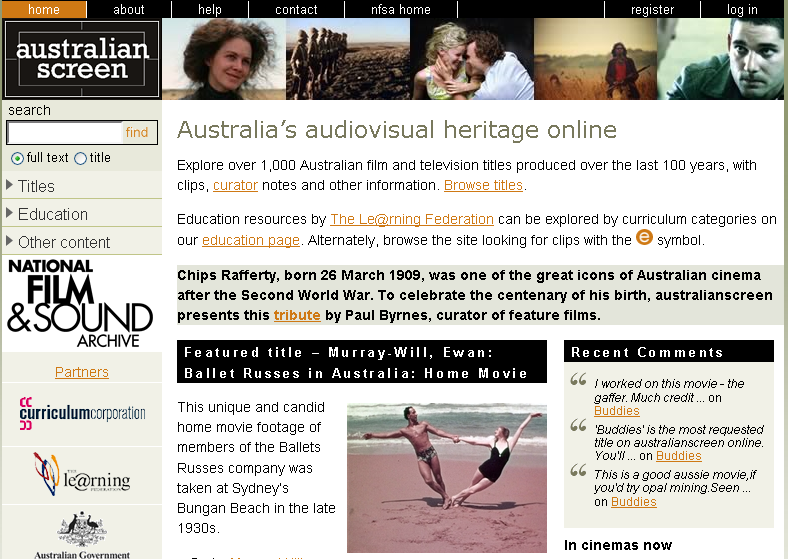 home about help contact nfsa home register log in
australian
screen
search
find
full text title
Titles
Education
Other content
NATIONAL
FILM
& SOUND
ARCHIVE
Partners
curriculumcorporation
THE
le@rning
FEDERATION
Australian Government
Australia's audiovisual heritage online
Explore over 1,000 Australian film and television titles produced over the last 100 years, with
clips, curator notes and other information. Browse titles.
Education resources by The Le@rning Federation can be explored by curriculum categories on
our education page. Alternately, browse the site looking for clips with the e symbol.
Chips Rafferty, born 26 March 1909, was one of the great icons of Australian cinema
after the Second World War. To celebrate the centenary of his birth, australianscreen
presents this tribute by Paul Byrnes, curator of feature films.
Featured title – Murray-Will, Ewan:
Ballet Russes in Australia: Home Movie
This unique and candid
home movie footage of
members of the Ballets
Russes company was
taken at Sydney's
Bungan Beach in the late
1930s.
Recent Comments
I worked on this movie - the
gaffer. Much credit ... on
Buddies
'Buddies' is the most requested
title on australianscreen online.
You'll ... on Buddies
This is a good aussie movie,if
you'd try opal mining.Seen ...
on Buddies
In cinemas now